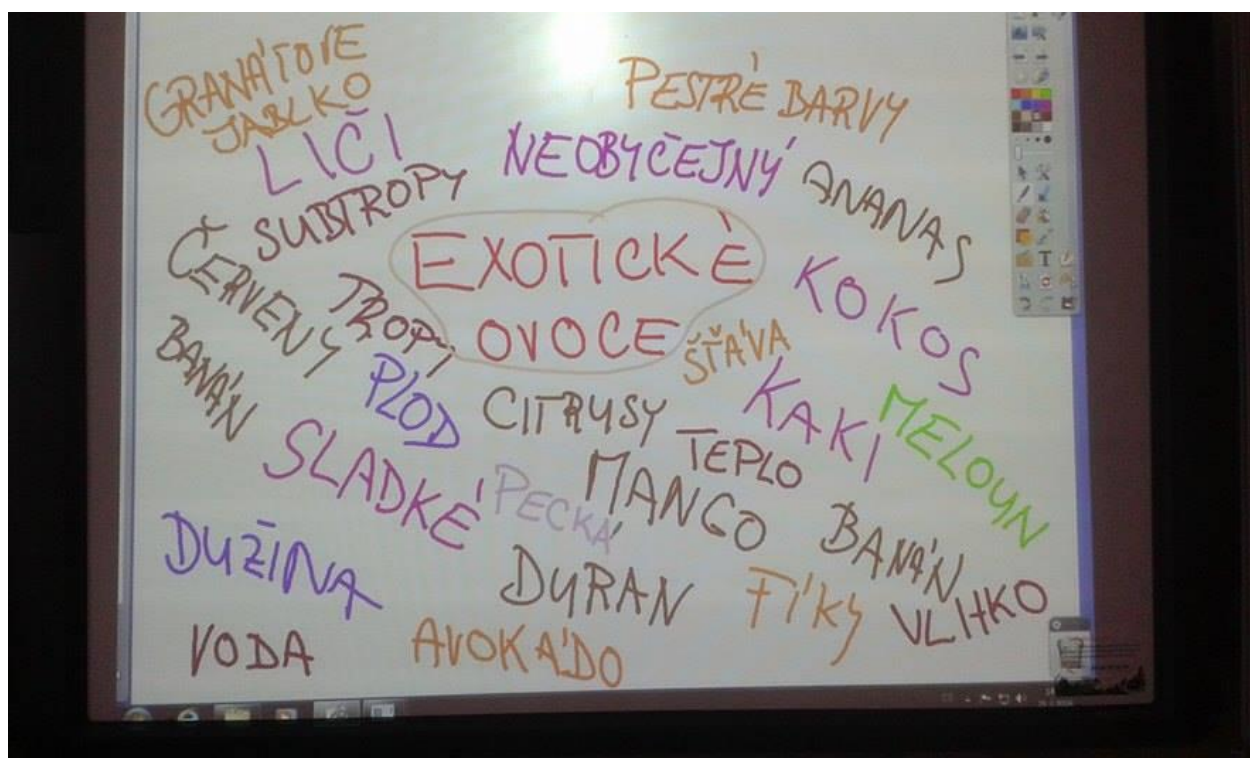 GRANÁTOVÉ
JABLKO
PESTRÉ BARVY
LIČI
NEOBYČEJNÝ
ANANAS
SUBTROPY
EXOTICKÉ
OVOCE
ČERVENÝ
TROPY
KOKOS
BANÁN
PLOD
ŠŤÁVA
CITRUSY
KAKI
MELOUN
SLADKÉ
PECKA
MANGO
TEPLO
BANÁN
DUŽINA
DURAN
FÍKY
VLHKO
VODA
AVOKÁDO